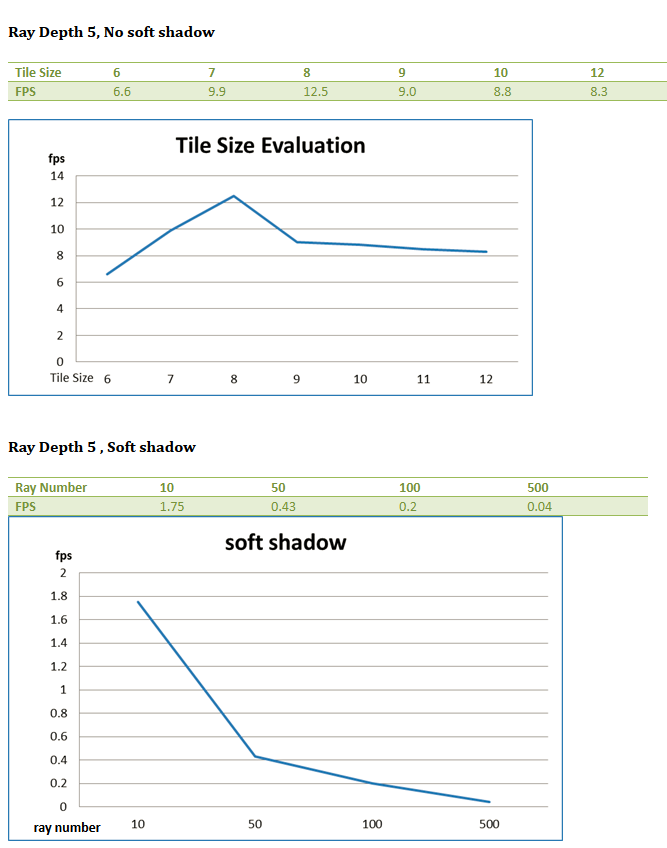 Ray Depth 5, No soft shadow
Tile Size 6 7 8 9 10 12
FPS 6.6 9.9 12.5 9.0 8.8 8.3
Tile Size Evaluation
fps
14
12
10
8
6
4
2
0
Tile Size 6 7 8 9 10 11 12
Ray Depth 5 , Soft shadow
Ray Number 10 50 100 500
FPS 1.75 0.43 0.2 0.04
soft shadow
fps
2
1.8
1.6
1.4
1.2
1
0.8
0.6
0.4
0.2
0
ray number 10 50 100 500